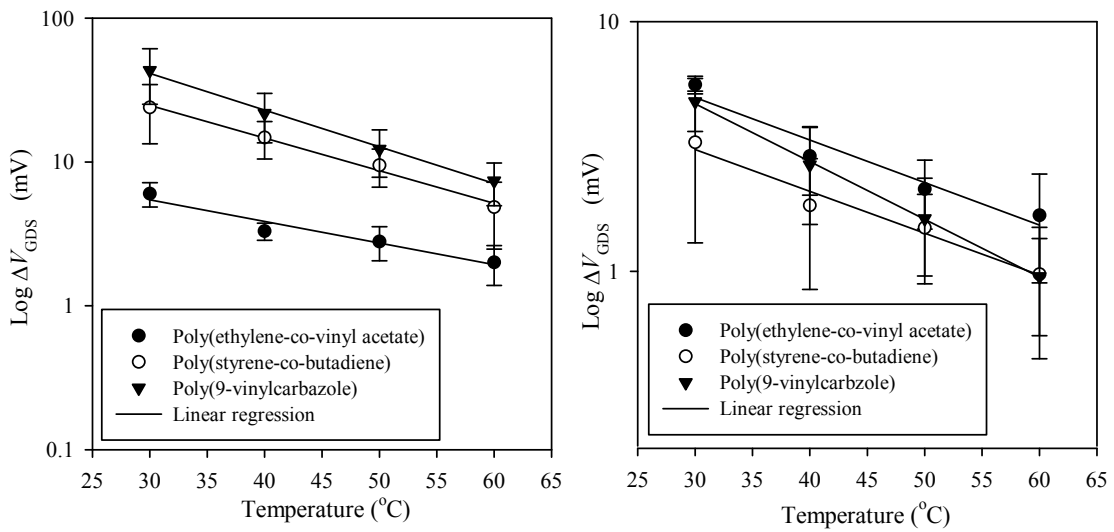 100
10
1
0.1
Log ΔV_GDS (mV)
Poly(ethylene-co-vinyl acetate)
Poly(styrene-co-butadiene)
Poly(9-vinylcarbazole)
Linear regression
25 30 35 40 45 50 55 60 65
Temperature (°C)
10
1
Log ΔV_GDS (mV)
Poly(ethylene-co-vinyl acetate)
Poly(styrene-co-butadiene)
Poly(9-vinylcarbzole)
Linear regression
25 30 35 40 45 50 55 60 65
Temperature (°C)